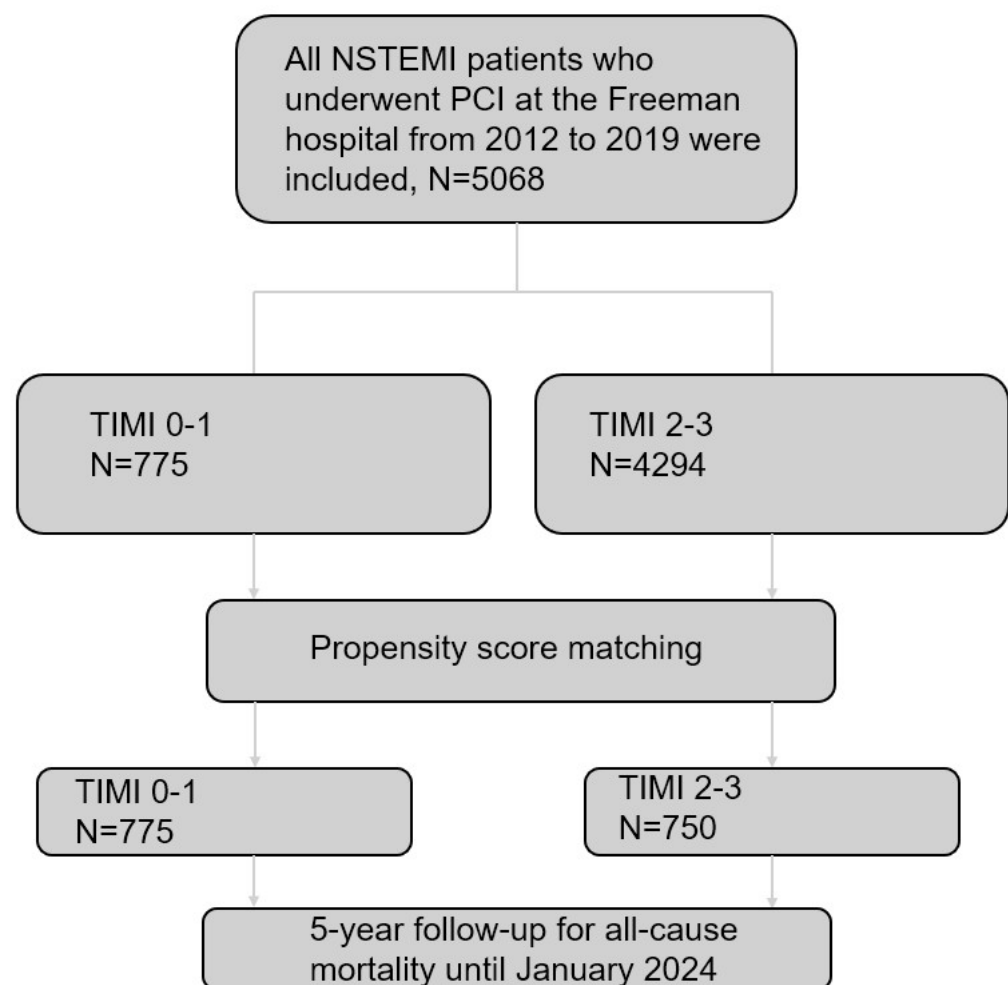 All NSTEMI patients who
underwent PCI at the Freeman
hospital from 2012 to 2019 were
included, N=5068
TIMI 0-1
N=775
TIMI 2-3
N=4294
Propensity score matching
TIMI 0-1
N=775
TIMI 2-3
N=750
5-year follow-up for all-cause
mortality until January 2024